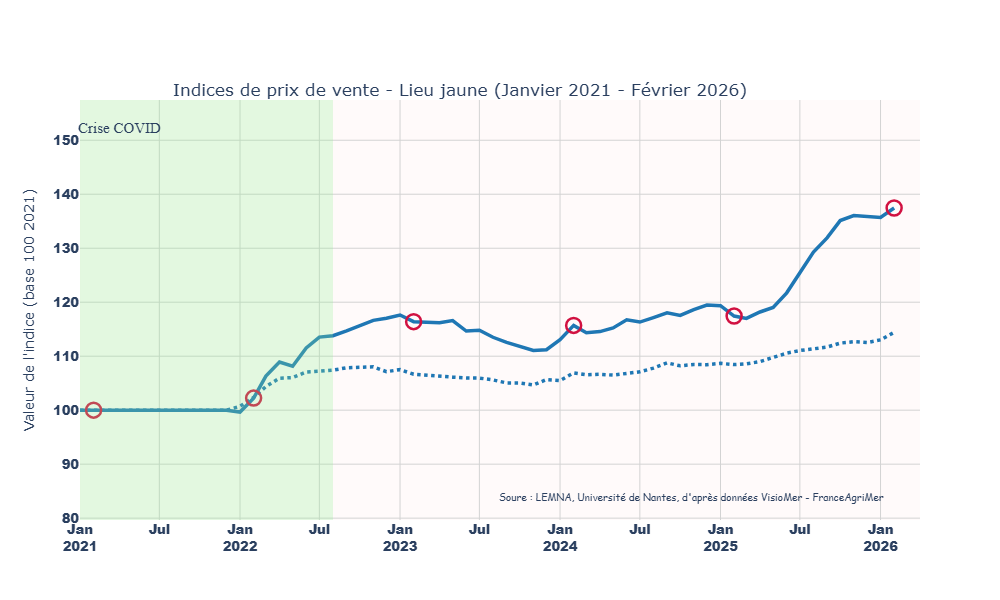 Indices de prix de vente - Lieu jaune (Janvier 2021 - Février 2026)
Crise COVID
Valeur de l'indice (base 100 2021)
150
140
130
120
110
100
90
80
Soure : LEMNA, Université de Nantes, d'après données VisioMer - FranceAgriMer
Jan Jul Jan Jul Jan Jul Jan Jul Jan Jul Jan
2021 2022 2023 2024 2025 2026